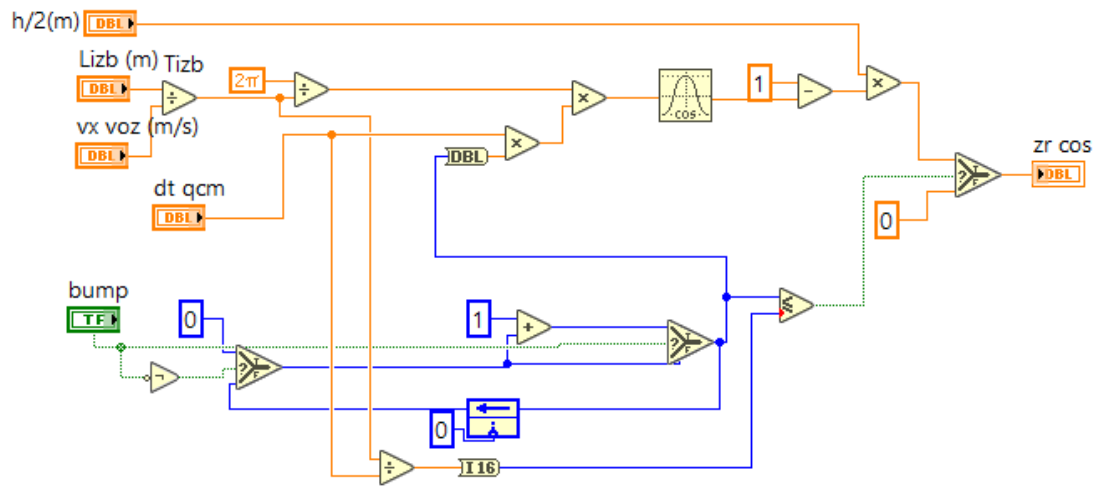 h/2(m) DBL
Lizb (m) Tizb
DBL ÷ 2π ÷
vx voz (m/s)
DBL
× × COS 1 − ×
DBL
dt qcm
DBL
zr cos
DBL
? T F
0
bump
TF
0
? T F
¬
1 +
? T F
≤
0 i
÷ I16